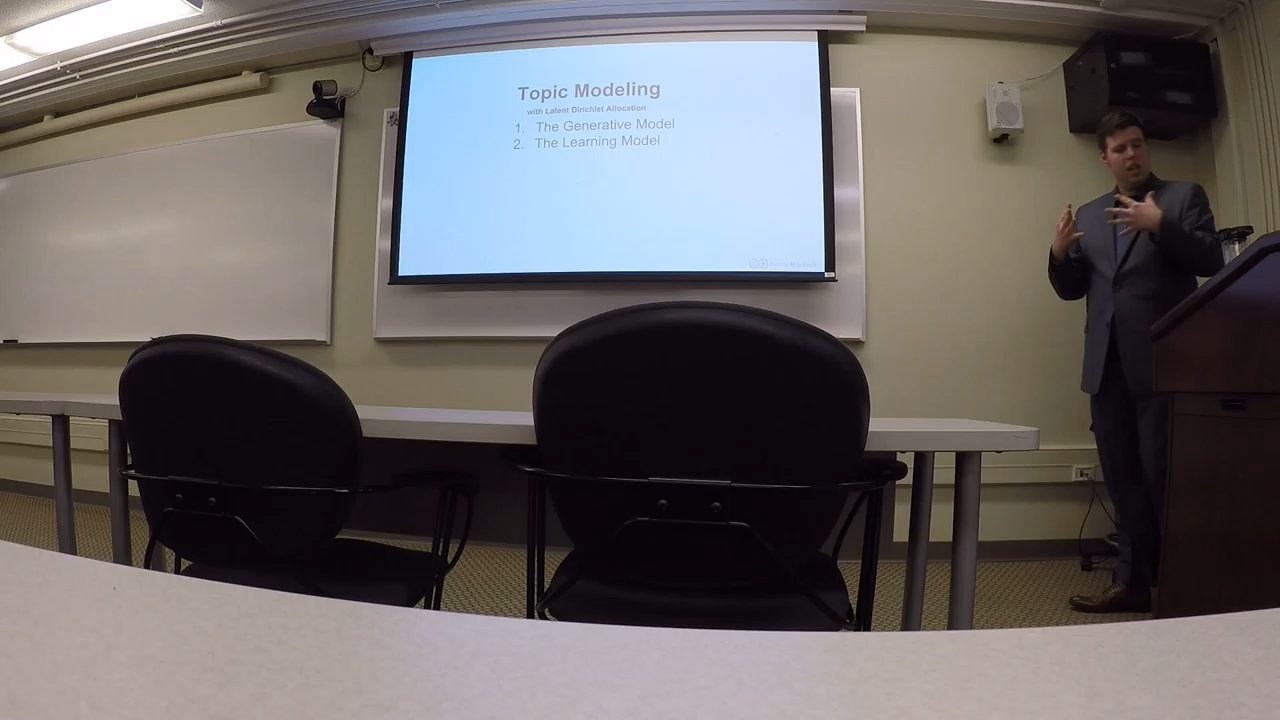 Topic Modeling
with Latent Dirichlet Allocation
1. The Generative Model
2. The Learning Model